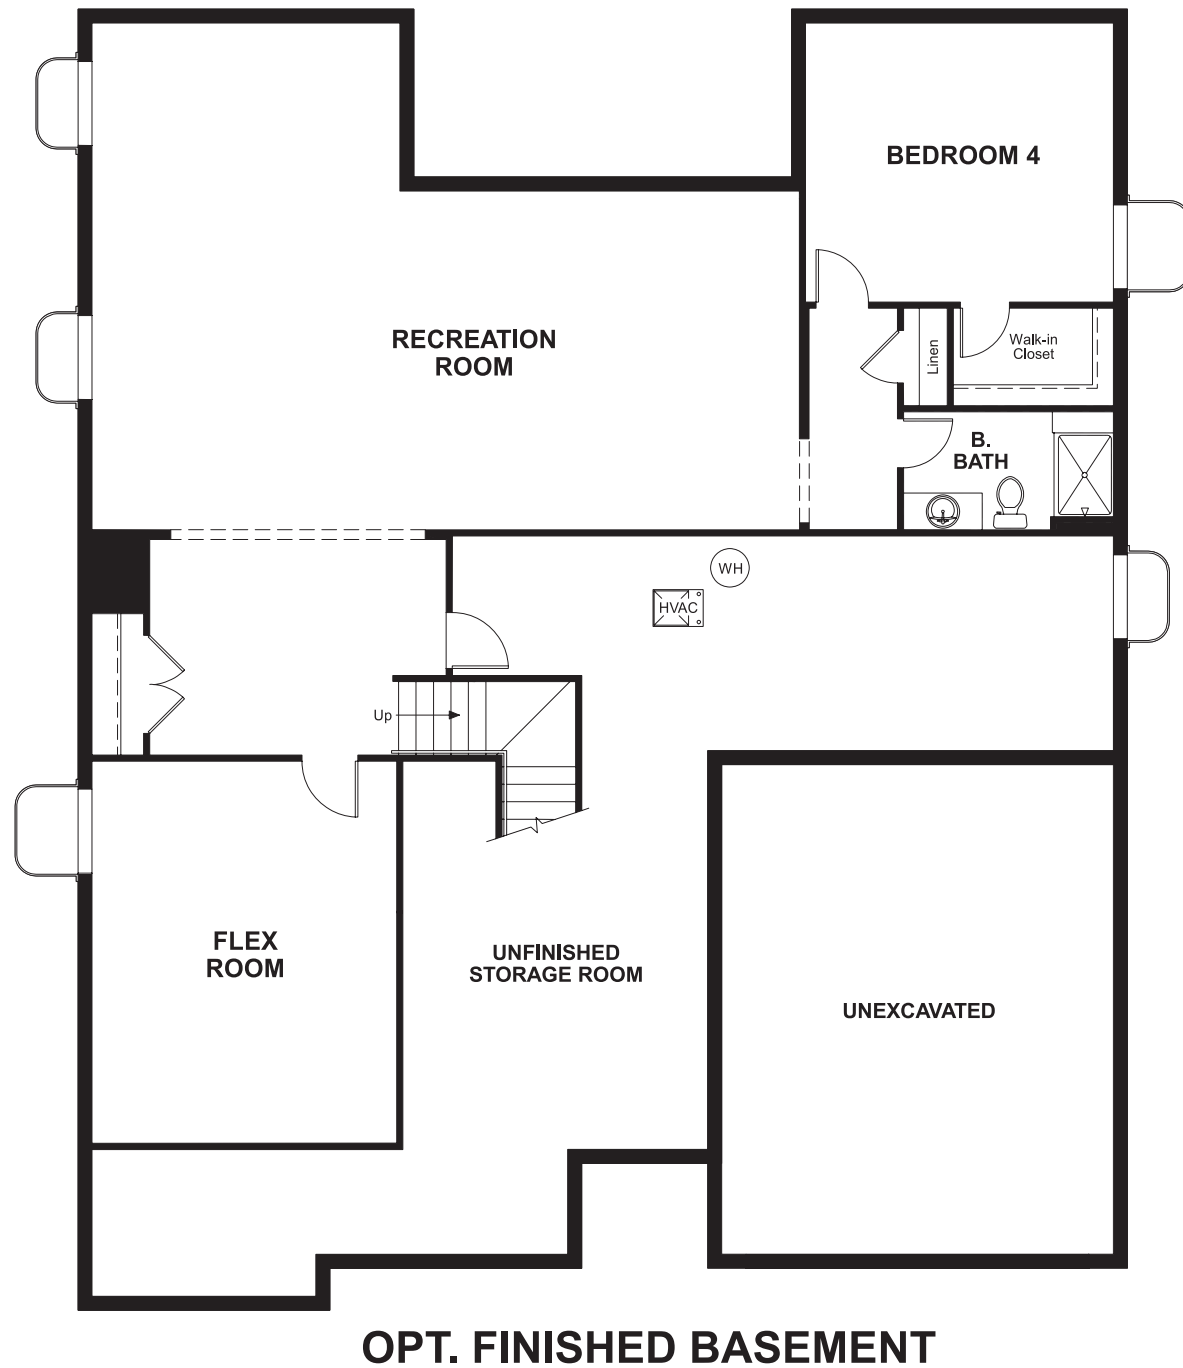 BEDROOM 4
RECREATION
ROOM
Walk-in
Closet
Linen
B.
BATH
WH
HVAC
Up
FLEX
ROOM
UNFINISHED
STORAGE ROOM
UNEXCAVATED
OPT. FINISHED BASEMENT